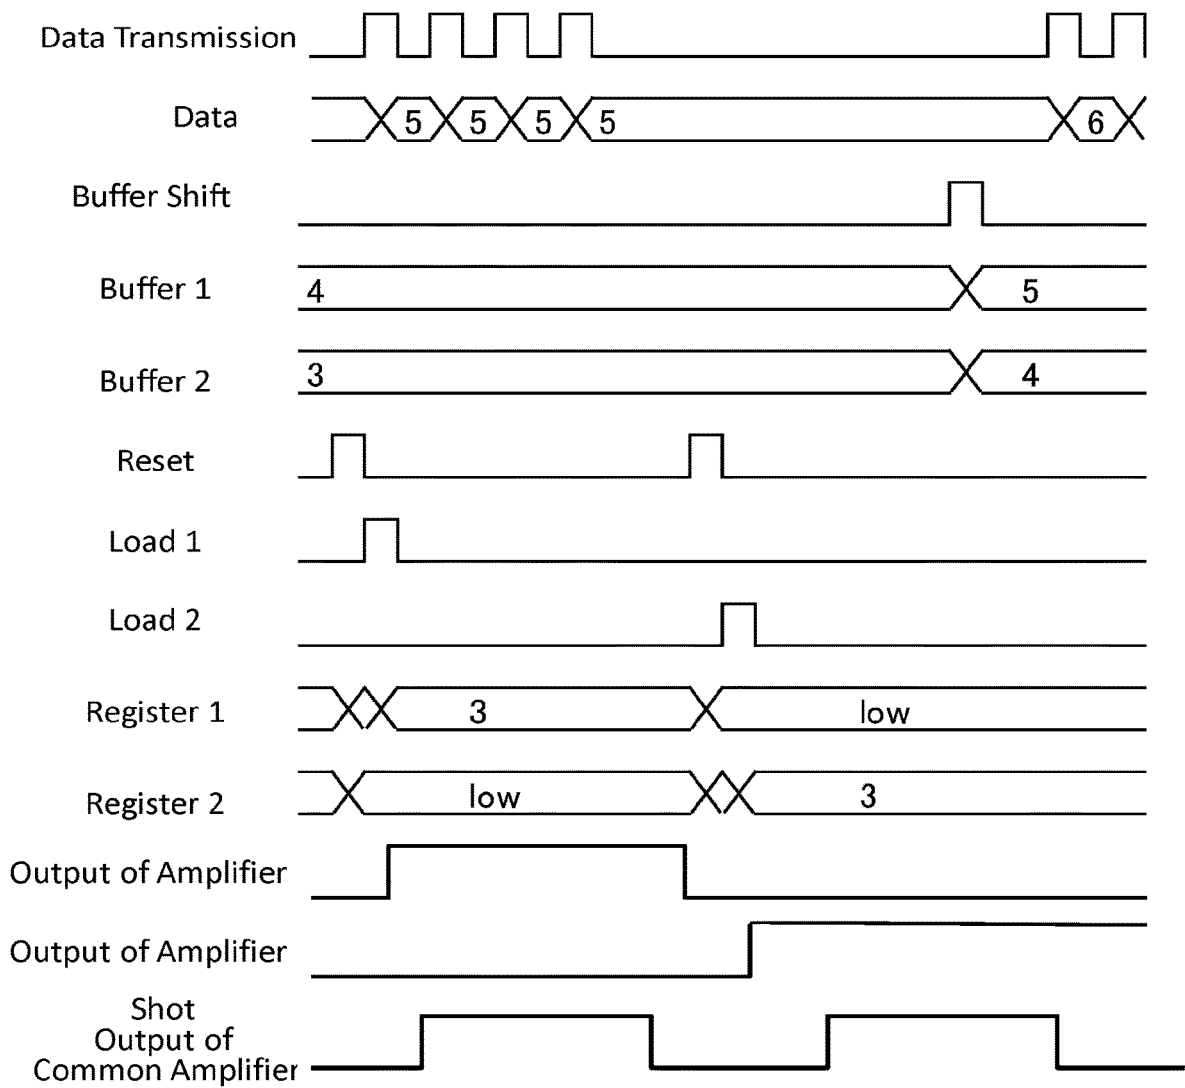 Data Transmission
Data
5 5 5 5 6
Buffer Shift
Buffer 1
4 5
Buffer 2
3 4
Reset
Load 1
Load 2
Register 1
3 low
Register 2
low 3
Output of Amplifier
Output of Amplifier
Shot
Output of
Common Amplifier